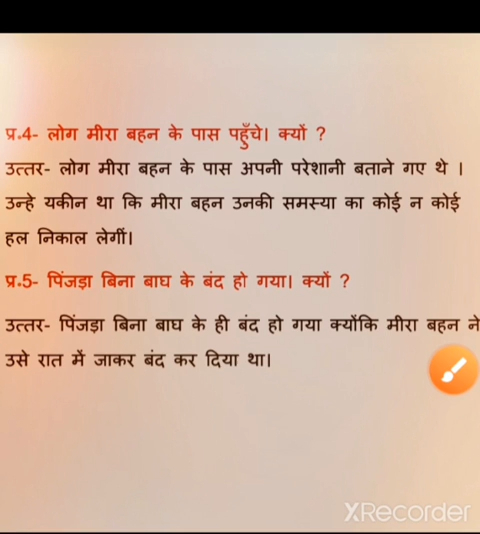 प्र.4- लोग मीरा बहन के पास पहुँचे। क्यों ?
उत्तर- लोग मीरा बहन के पास अपनी परेशानी बताने गए थे ।
उन्हे यकीन था कि मीरा बहन उनकी समस्या का कोई न कोई
हल निकाल लेगीं।
प्र.5- पिंजड़ा बिना बाघ के बंद हो गया। क्यों ?
उत्तर- पिंजड़ा बिना बाघ के ही बंद हो गया क्योंकि मीरा बहन ने
उसे रात में जाकर बंद कर दिया था।
XRecorder